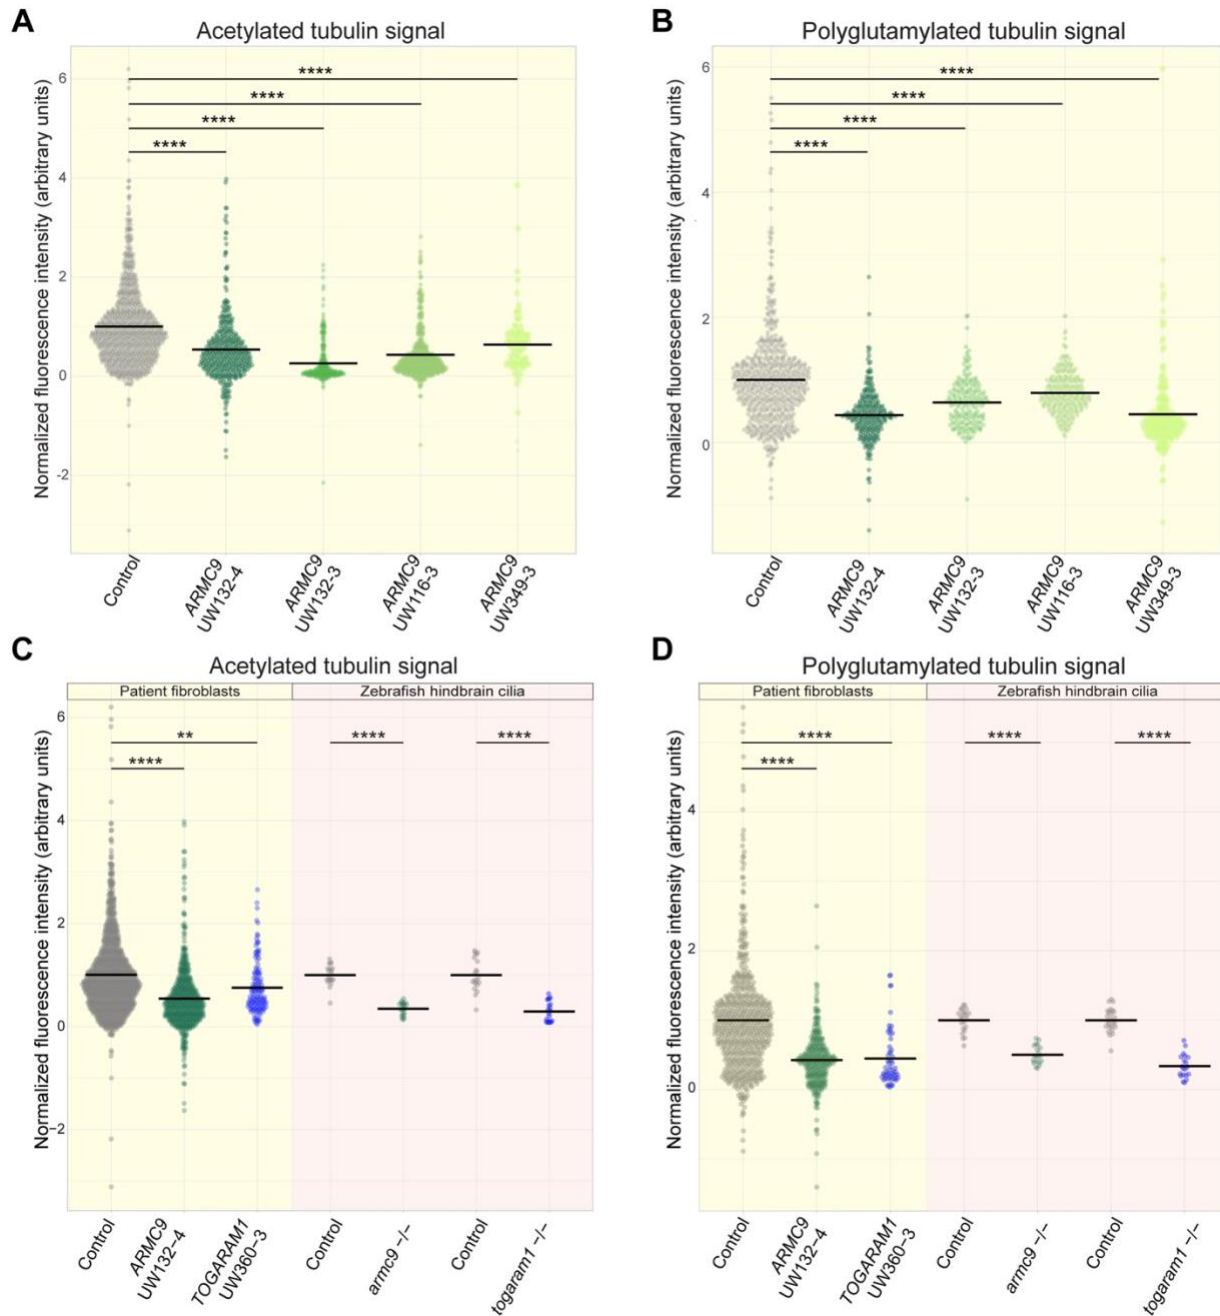 A
Acetylated tubulin signal
Normalized fluorescence intensity (arbitrary units)
6
4
2
0
-2
****
****
****
****
Control
ARMC9
UW132-4
ARMC9
UW132-3
ARMC9
UW116-3
ARMC9
UW349-3
B
Polyglutamylated tubulin signal
Normalized fluorescence intensity (arbitrary units)
6
4
2
0
****
****
****
****
Control
ARMC9
UW132-4
ARMC9
UW132-3
ARMC9
UW116-3
ARMC9
UW349-3
C
Acetylated tubulin signal
Patient fibroblasts
Zebrafish hindbrain cilia
Normalized fluorescence intensity (arbitrary units)
6
4
2
0
−2
**
****
****
****
Control
ARMC9
UW132−4
TOGARAM1
UW360−3
Control
armc9 −/−
Control
togaram1 −/−
D
Polyglutamylated tubulin signal
Patient fibroblasts
Zebrafish hindbrain cilia
Normalized fluorescence intensity (arbitrary units)
4
2
0
****
****
****
****
Control
ARMC9
UW132−4
TOGARAM1
UW360−3
Control
armc9 −/−
Control
togaram1 −/−